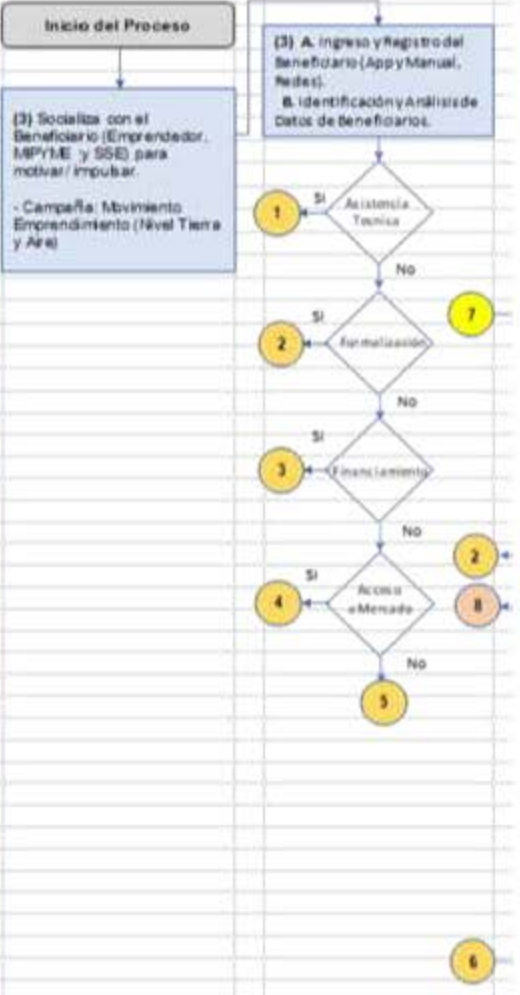 Inicio del Proceso
(3) Socializa con el
Beneficiario (Emprendedor,
MIPYME y SSE) para
motivar/ impulsar.
- Campaña: Movimiento
Emprendimiento (Nivel Tierra
y Aire)
(3) A. Ingreso y Registro del
Beneficiario (App y Manual,
Redes).
B. Identificación y Análisis de
Datos de Beneficiarios.
Si
1
Asistencia
Tecnica
No
7
Si
2
Formalización
No
Si
3
Financiamiento
No
2
Si
4
Acceso
a Mercado
8
No
5
6